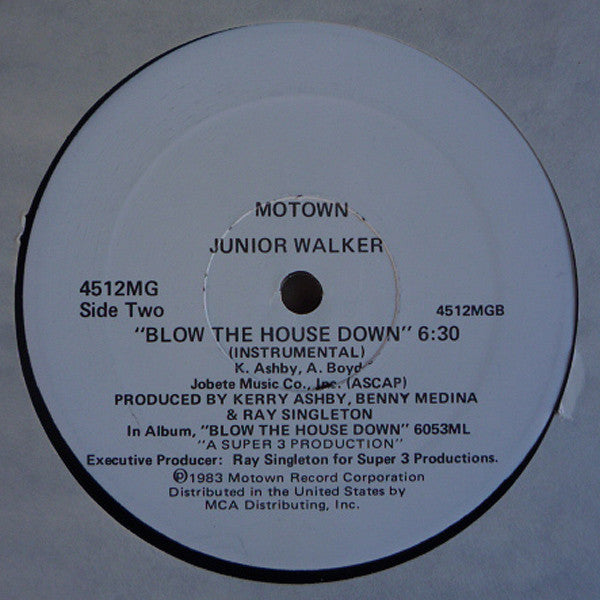 MOTOWN
JUNIOR WALKER
4512MG
Side Two
4512MGB
"BLOW THE HOUSE DOWN" 6:30
(INSTRUMENTAL)
K. Ashby, A. Boyd
Jobete Music Co., Inc. (ASCAP)
PRODUCED BY KERRY ASHBY, BENNY MEDINA
& RAY SINGLETON
In Album, "BLOW THE HOUSE DOWN" 6053ML
"A SUPER 3 PRODUCTION"
Executive Producer: Ray Singleton for Super 3 Productions.
℗1983 Motown Record Corporation
Distributed in the United States by
MCA Distributing, Inc.